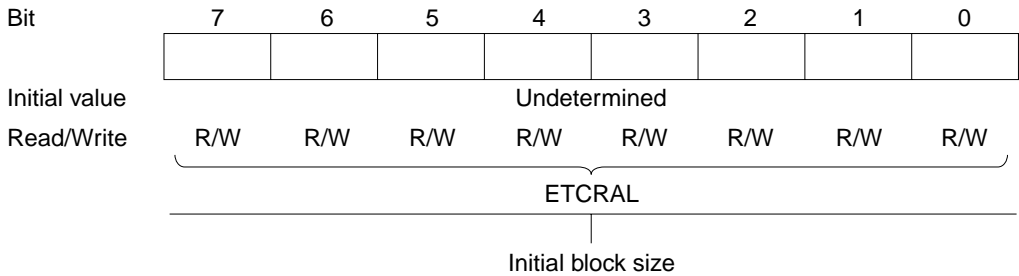 Bit 7 6 5 4 3 2 1 0
Initial value Undetermined
Read/Write R/W R/W R/W R/W R/W R/W R/W R/W
ETCRAL
Initial block size